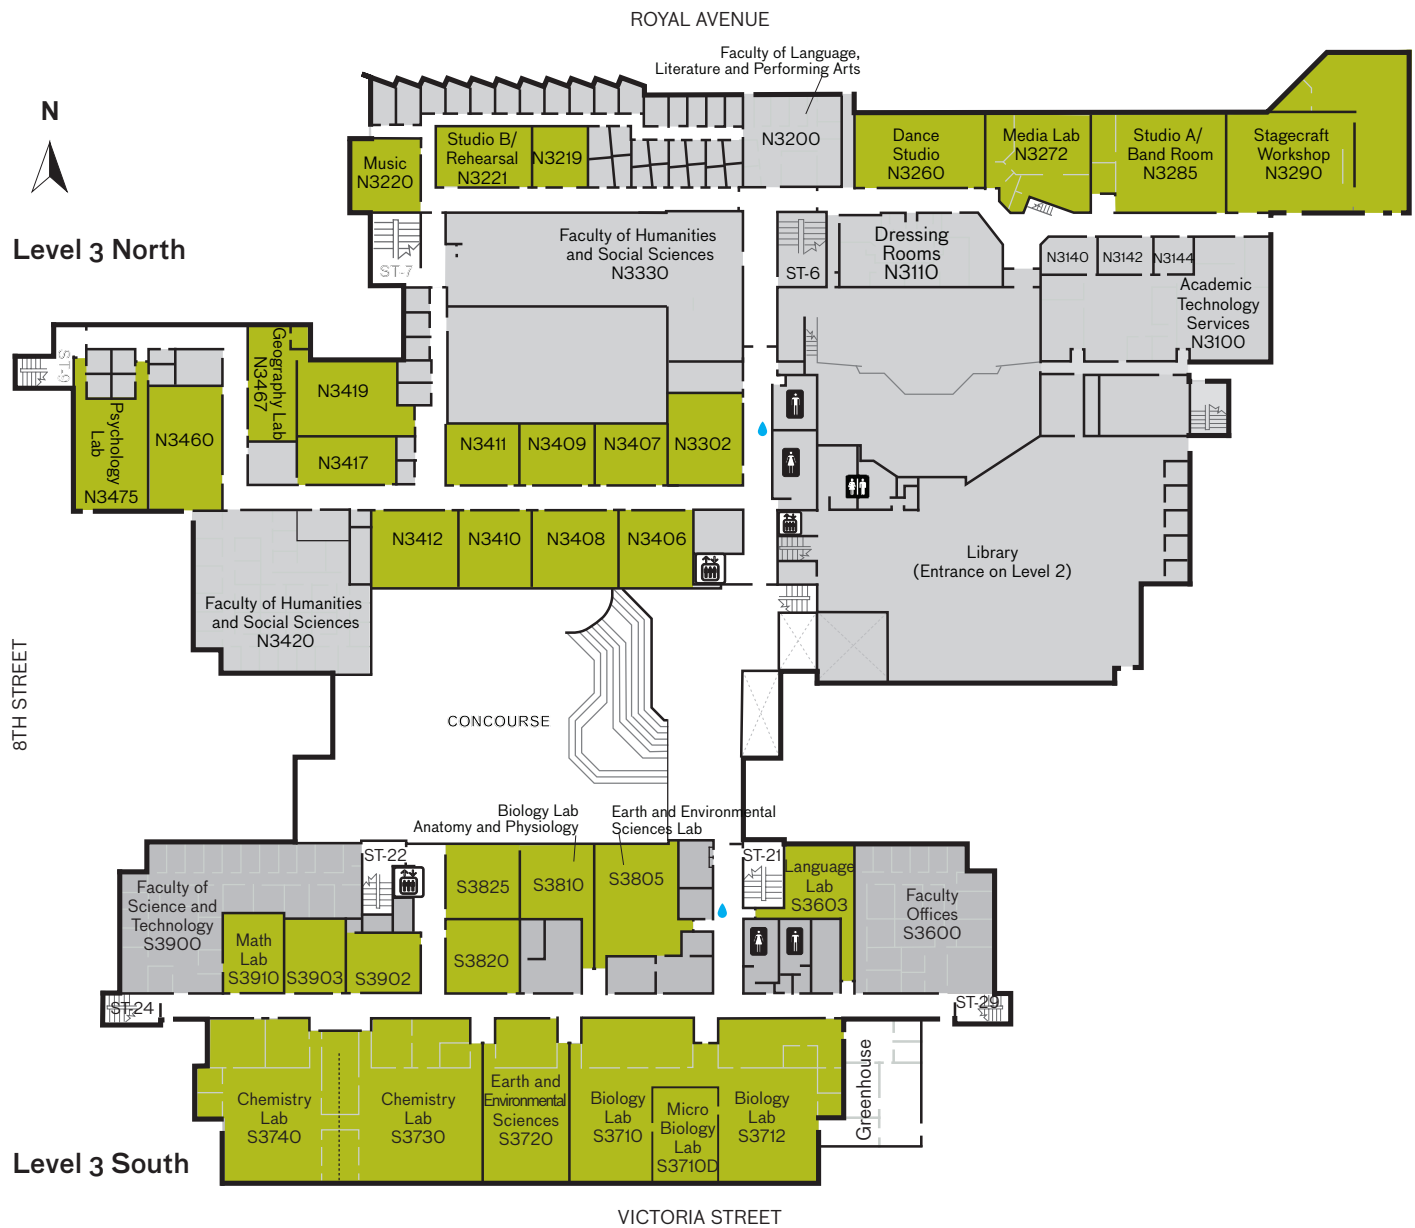 ROYAL AVENUE
Faculty of Language,
Literature and Performing Arts
N
N3200
Music
N3220
Studio B/
Rehearsal
N3221
N3219
Dance
Studio
N3260
Media Lab
N3272
Studio A/
Band Room
N3285
Stagecraft
Workshop
N3290
Level 3 North
ST-7
Faculty of Humanities
and Social Sciences
N3330
ST-6
Dressing
Rooms
N3110
N3140
N3142
N3144
Academic
Technology
Services
N3100
ST-9
Psychology
Lab
N3475
N3460
Geography Lab
N3467
N3419
N3417
N3411
N3409
N3407
N3302
N3412
N3410
N3408
N3406
Library
(Entrance on Level 2)
Faculty of Humanities
and Social Sciences
N3420
8TH STREET
CONCOURSE
Biology Lab
Anatomy and Physiology
Earth and Environmental
Sciences Lab
ST-22
ST-21
Faculty of
Science and
Technology
S3900
Math
Lab
S3910
S3903
S3902
S3825
S3810
S3805
S3820
Language
Lab
S3603
Faculty
Offices
S3600
ST-24
ST-29
Chemistry
Lab
S3740
Chemistry
Lab
S3730
Earth and
Environmental
Sciences
S3720
Biology
Lab
S3710
Micro
Biology
Lab
S3710D
Biology
Lab
S3712
Greenhouse
Level 3 South
VICTORIA STREET